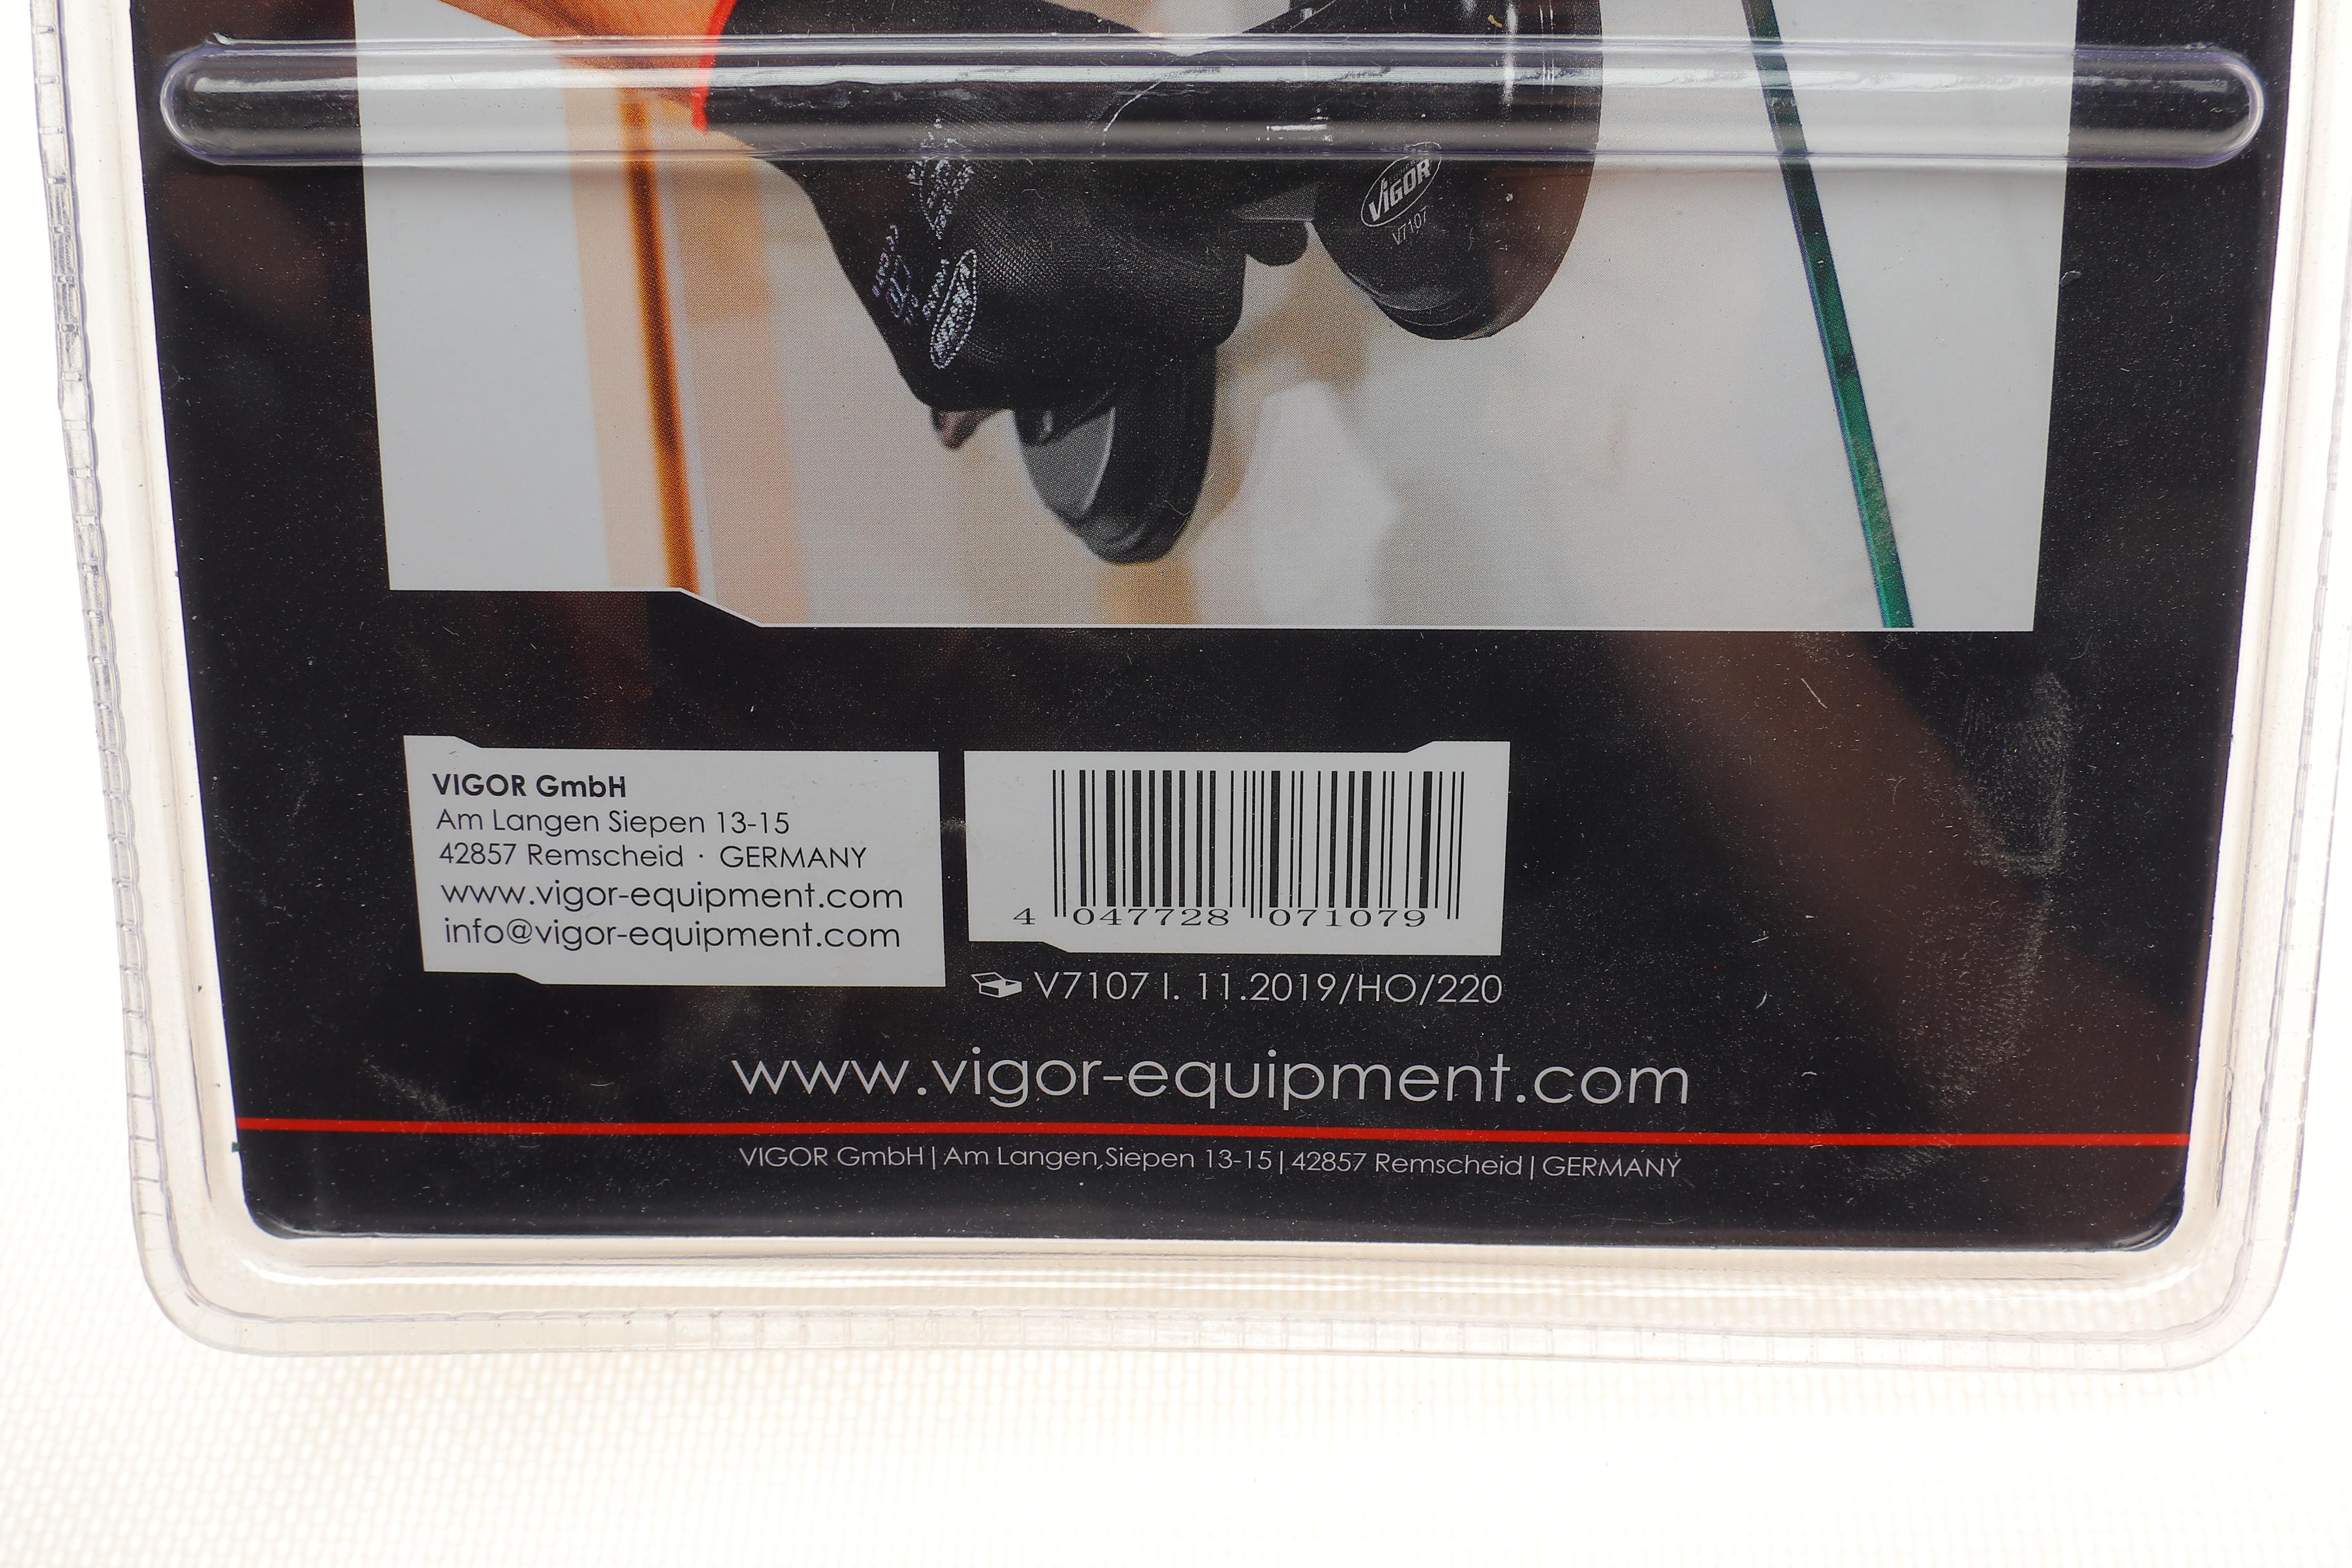 VIGOR
V7107
VIGOR GmbH
Am Langen Siepen 13-15
42857 Remscheid · GERMANY
www.vigor-equipment.com
info@vigor-equipment.com
4 047728 071079
V7107 I. 11.2019/HO/220
www.vigor-equipment.com
VIGOR GmbH | Am Langen Siepen 13-15 | 42857 Remscheid | GERMANY